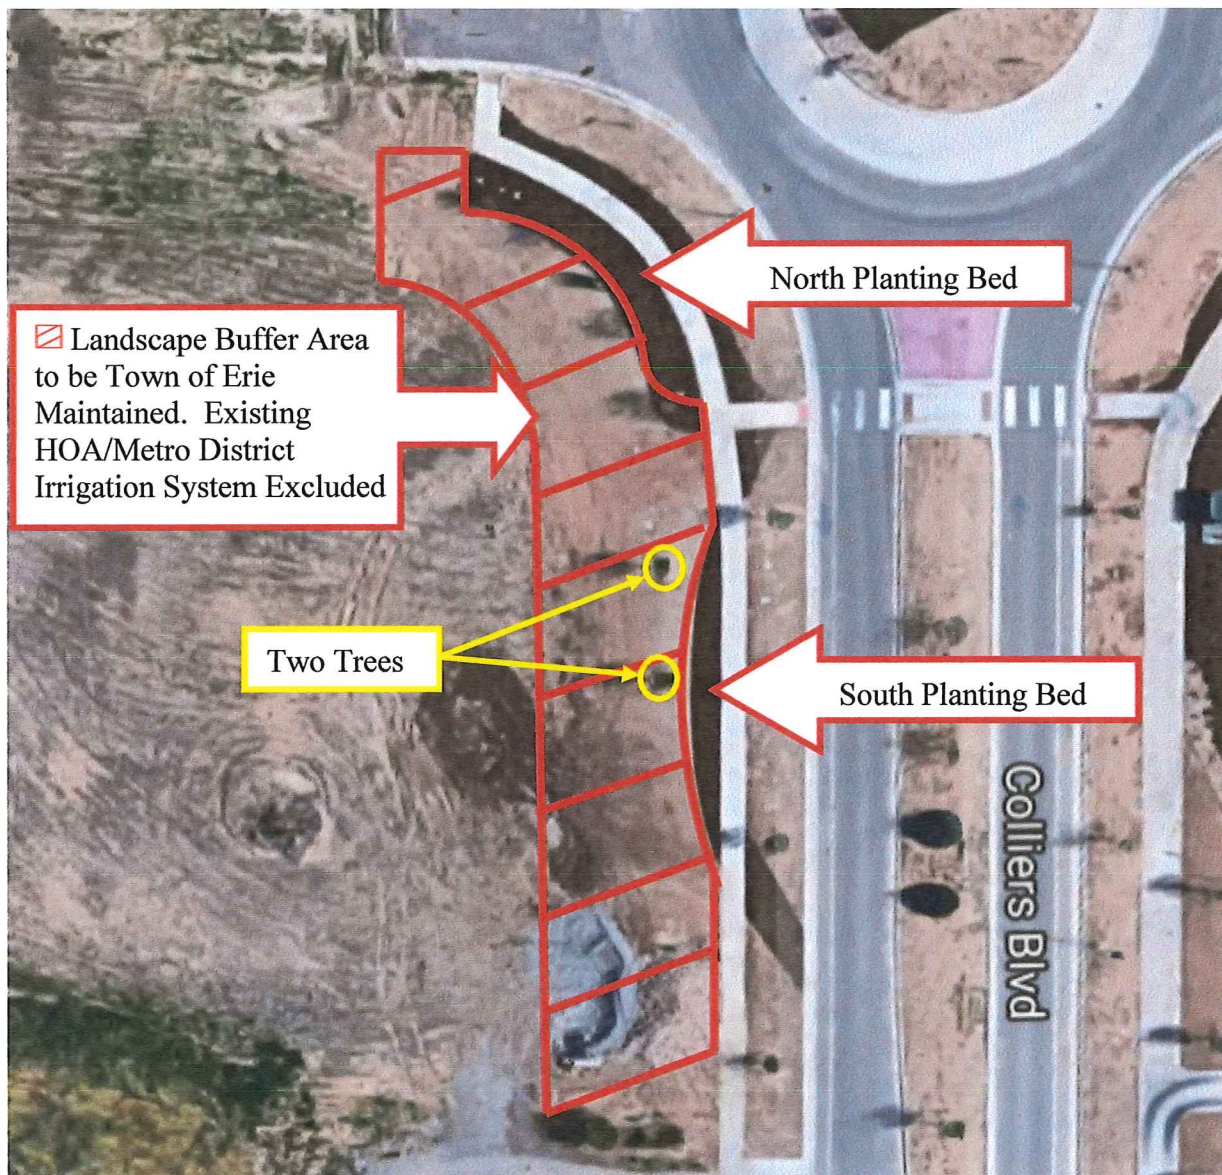 North Planting Bed
Landscape Buffer Area
to be Town of Erie
Maintained. Existing
HOA/Metro District
Irrigation System Excluded
Two Trees
South Planting Bed
Colliers Blvd